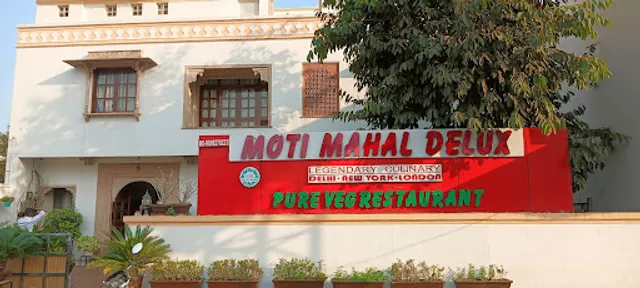 MOTI MAHAL DELUX
LEGENDARY CULINARY
DELHI • NEW YORK • LONDON
PURE VEG RESTAURANT